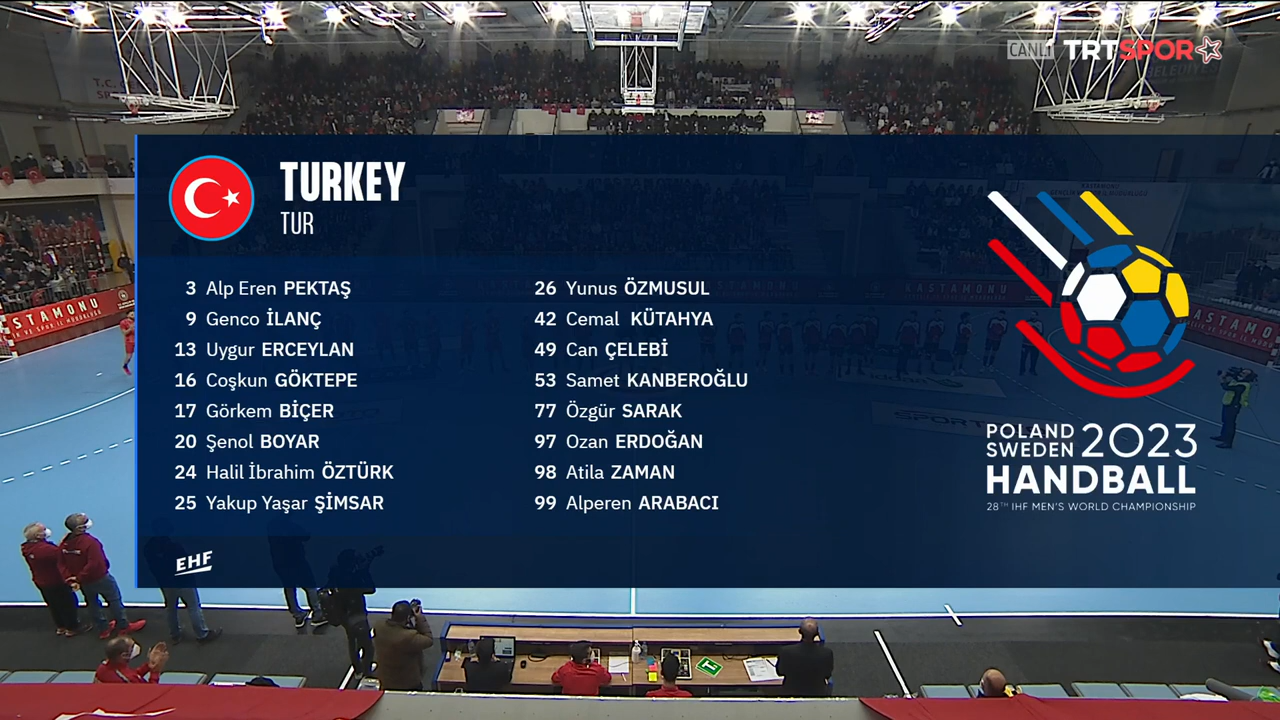 CANLI TRTSPOR
TURKEY
TUR
3 Alp Eren PEKTAŞ
9 Genco İLANÇ
13 Uygur ERCEYLAN
16 Coşkun GÖKTEPE
17 Görkem BİÇER
20 Şenol BOYAR
24 Halil İbrahim ÖZTÜRK
25 Yakup Yaşar ŞİMSAR
26 Yunus ÖZMUSUL
42 Cemal KÜTAHYA
49 Can ÇELEBİ
53 Samet KANBEROĞLU
77 Özgür SARAK
97 Ozan ERDOĞAN
98 Atila ZAMAN
99 Alperen ARABACI
POLAND
SWEDEN 2023
HANDBALL
28TH IHF MEN'S WORLD CHAMPIONSHIP
EHF
KASTAMONU